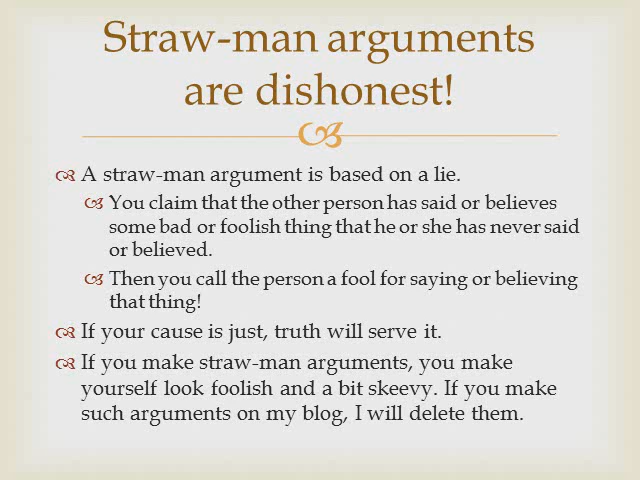 Straw-man arguments
are dishonest!
A straw-man argument is based on a lie.
You claim that the other person has said or believes
some bad or foolish thing that he or she has never said
or believed.
Then you call the person a fool for saying or believing
that thing!
If your cause is just, truth will serve it.
If you make straw-man arguments, you make
yourself look foolish and a bit skeevy. If you make
such arguments on my blog, I will delete them.